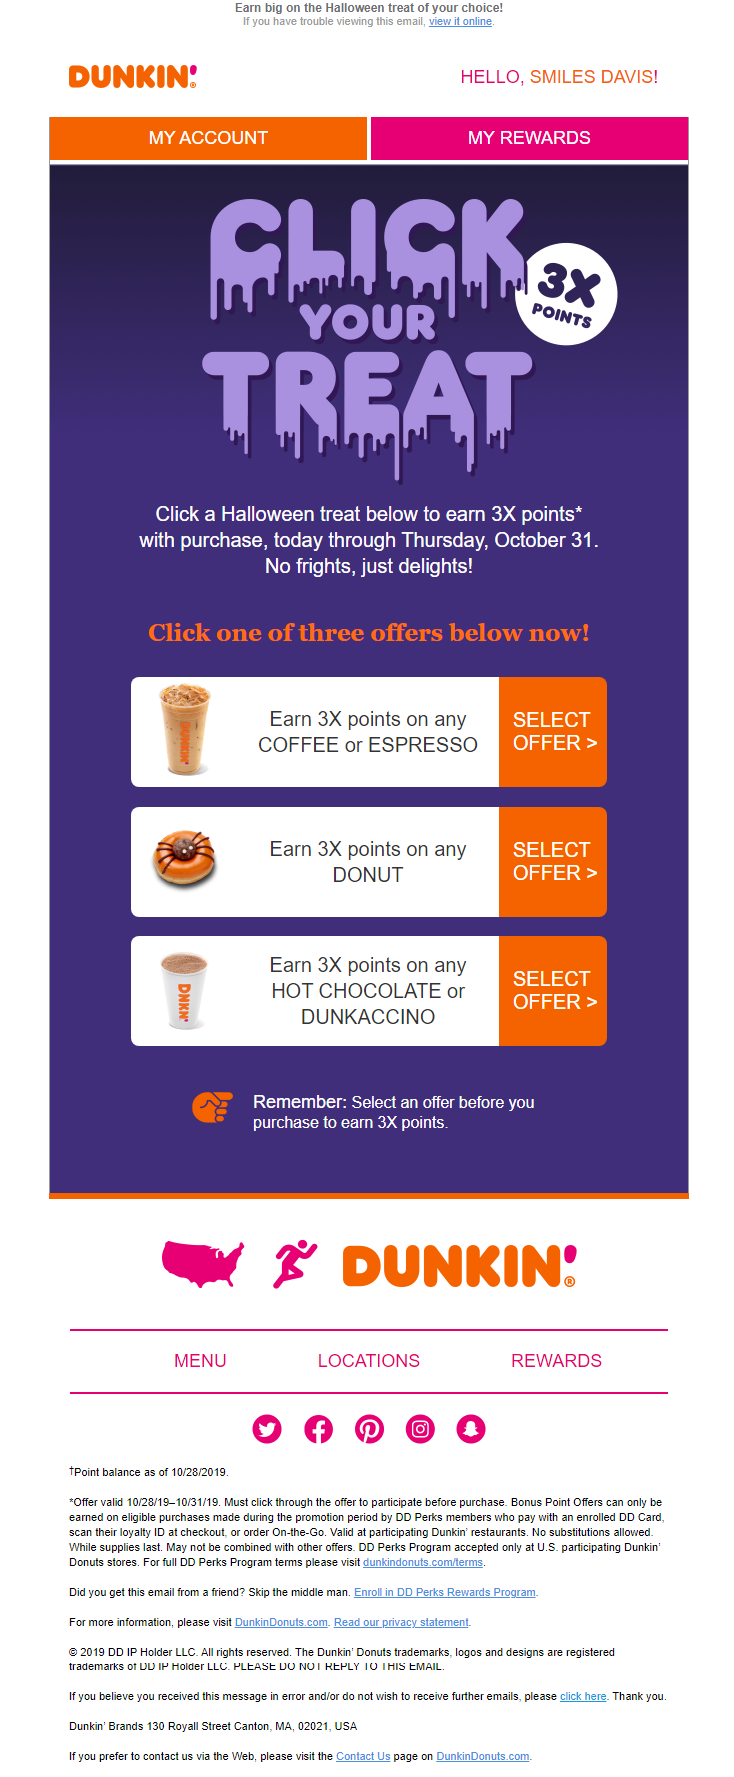 Earn big on the Halloween treat of your choice!
If you have trouble viewing this email, view it online.
DUNKIN'®
HELLO, SMILES DAVIS!
MY ACCOUNT
MY REWARDS
CLICK
YOUR
TREAT
3X
POINTS
Click a Halloween treat below to earn 3X points*
with purchase, today through Thursday, October 31.
No frights, just delights!
Click one of three offers below now!
DUNKIN'
Earn 3X points on any
COFFEE or ESPRESSO
SELECT
OFFER >
Earn 3X points on any
DONUT
SELECT
OFFER >
DNKN'
Earn 3X points on any
HOT CHOCOLATE or
DUNKACCINO
SELECT
OFFER >
Remember: Select an offer before you
purchase to earn 3X points.
DUNKIN'®
MENU
LOCATIONS
REWARDS
†Point balance as of 10/28/2019.
*Offer valid 10/28/19–10/31/19. Must click through the offer to participate before purchase. Bonus Point Offers can only be
earned on eligible purchases made during the promotion period by DD Perks members who pay with an enrolled DD Card,
scan their loyalty ID at checkout, or order On-the-Go. Valid at participating Dunkin' restaurants. No substitutions allowed.
While supplies last. May not be combined with other offers. DD Perks Program accepted only at U.S. participating Dunkin'
Donuts stores. For full DD Perks Program terms please visit dunkindonuts.com/terms.
Did you get this email from a friend? Skip the middle man. Enroll in DD Perks Rewards Program.
For more information, please visit DunkinDonuts.com. Read our privacy statement.
© 2019 DD IP Holder LLC. All rights reserved. The Dunkin' Donuts trademarks, logos and designs are registered
trademarks of DD IP Holder LLC. PLEASE DO NOT REPLY TO THIS EMAIL.
If you believe you received this message in error and/or do not wish to receive further emails, please click here. Thank you.
Dunkin' Brands 130 Royall Street Canton, MA, 02021, USA
If you prefer to contact us via the Web, please visit the Contact Us page on DunkinDonuts.com.